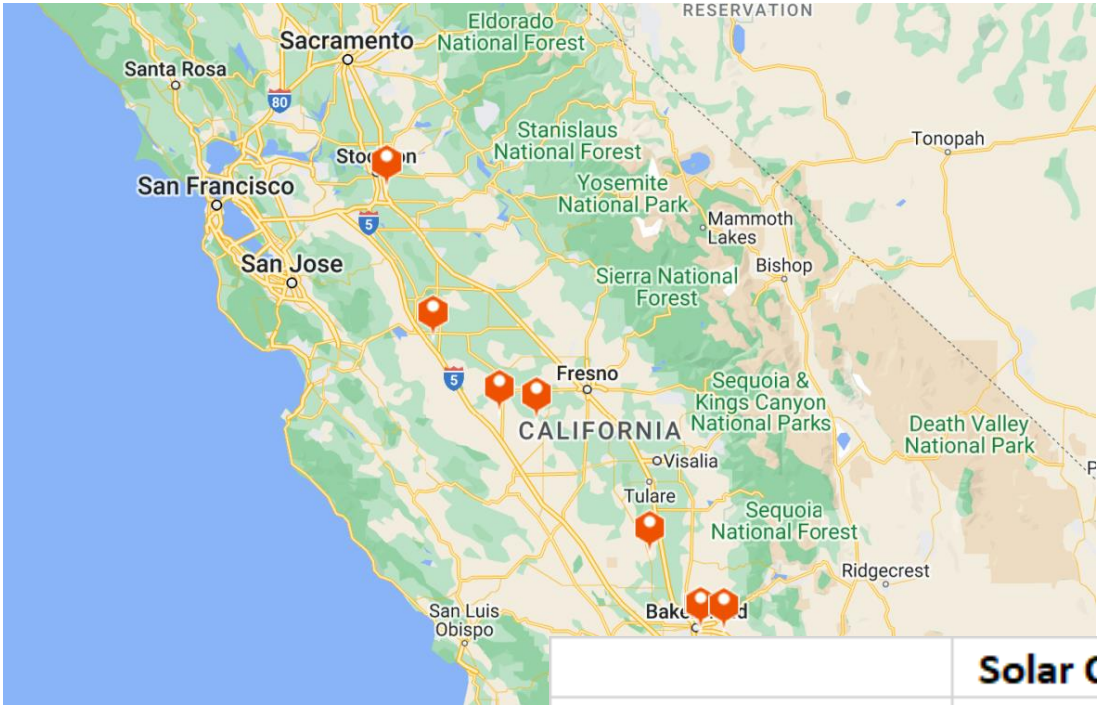 RESERVATION
Eldorado
National Forest
Sacramento
Santa Rosa
80
Stanislaus
National Forest
Tonopah
San Francisco
Yosemite
National Park
5
Mammoth
Lakes
San Jose
Bishop
Sierra National
Forest
5
Fresno
Sequoia &
Kings Canyon
National Parks
CALIFORNIA
Death Valley
National Park
Visalia
Tulare
Sequoia
National Forest
Ridgecrest
San Luis
Obispo
Solar